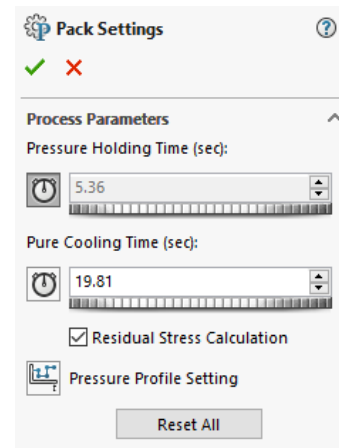 Pack Settings
Process Parameters
Pressure Holding Time (sec):
5.36
Pure Cooling Time (sec):
19.81
Residual Stress Calculation
Pressure Profile Setting
Reset All